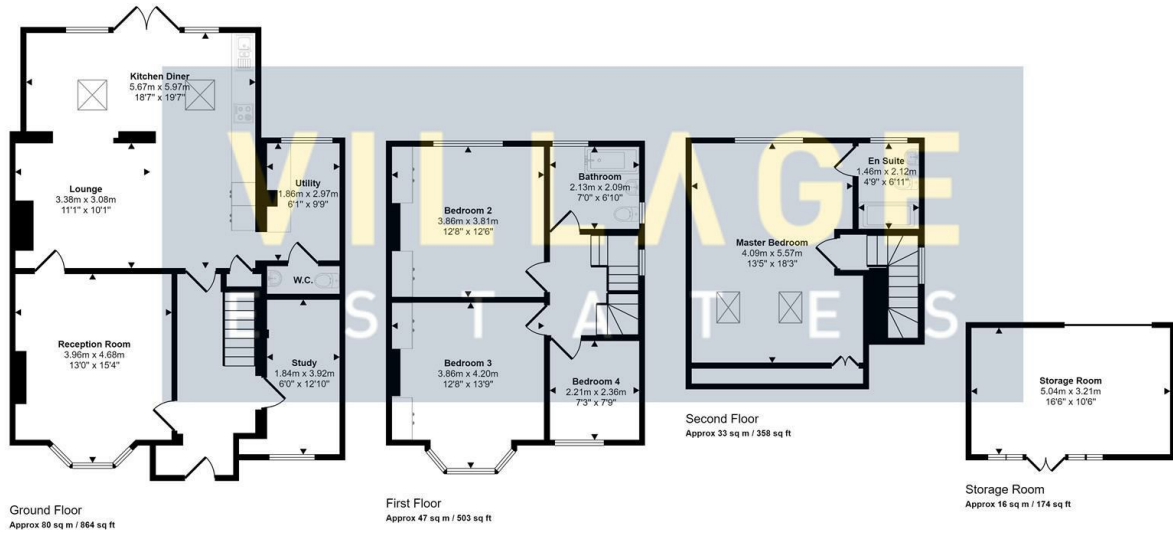 VILLAGE
ESTATES
Kitchen Diner
5.67m x 5.97m
18'7" x 19'7"
Lounge
3.38m x 3.08m
11'1" x 10'1"
Utility
1.86m x 2.97m
6'1" x 9'9"
W.C.
Reception Room
3.96m x 4.68m
13'0" x 15'4"
Study
1.84m x 3.92m
6'0" x 12'10"
Ground Floor
Approx 80 sq m / 864 sq ft
Bedroom 2
3.86m x 3.81m
12'8" x 12'6"
Bathroom
2.13m x 2.09m
7'0" x 6'10"
Bedroom 3
3.86m x 4.20m
12'8" x 13'9"
Bedroom 4
2.21m x 2.36m
7'3" x 7'9"
First Floor
Approx 47 sq m / 503 sq ft
En Suite
1.46m x 2.12m
4'9" x 6'11"
Master Bedroom
4.09m x 5.57m
13'5" x 18'3"
Second Floor
Approx 33 sq m / 358 sq ft
Storage Room
5.04m x 3.21m
16'6" x 10'6"
Storage Room
Approx 16 sq m / 174 sq ft